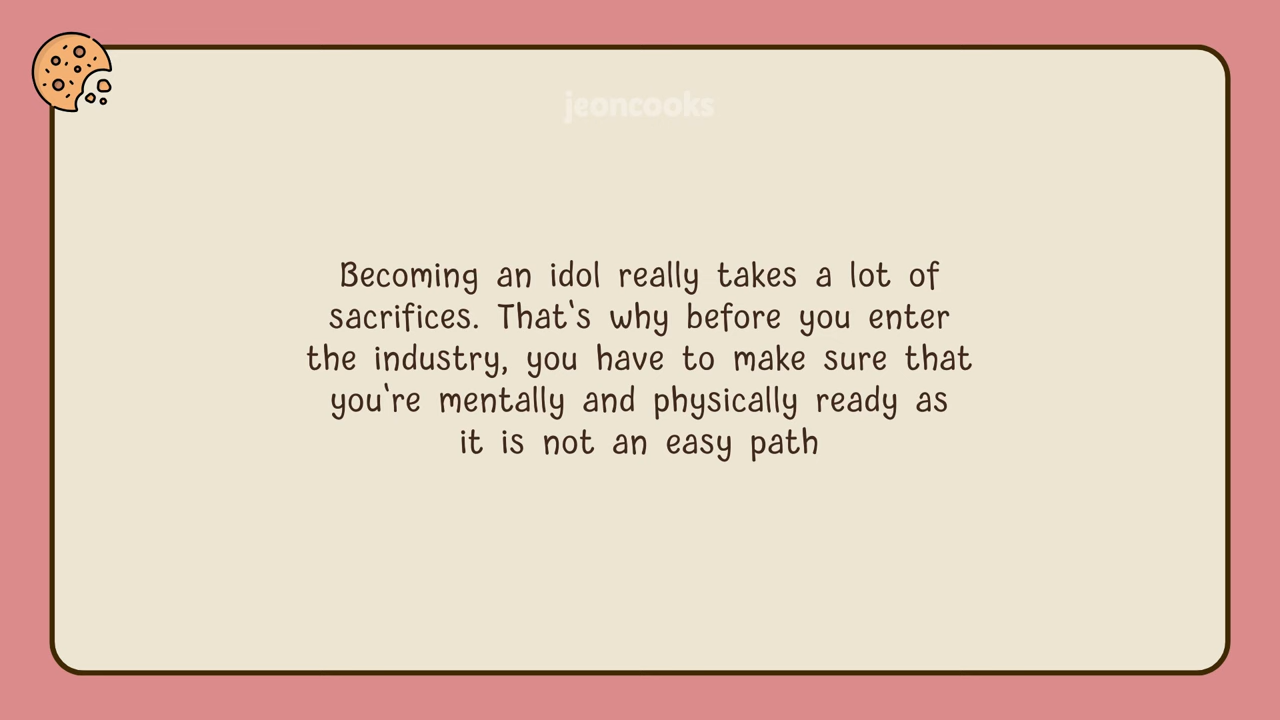 jeoncooks
Becoming an idol really takes a lot of
sacrifices. That's why before you enter
the industry, you have to make sure that
you're mentally and physically ready as
it is not an easy path